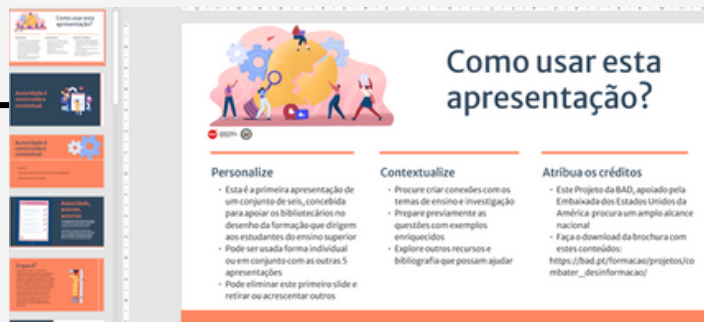 Como usar esta
apresentação?
Autoridade é
construída e
contextual
Autoridade é
construída e
contextual
Autoridade,
autores,
autorias
O que é?
Como usar esta
apresentação?
Personalize
• Esta é a primeira apresentação de
um conjunto de seis, concebida
para apoiar os bibliotecários no
desenho da formação que dirigem
aos estudantes do ensino superior
• Pode ser usada forma individual
ou em conjunto com as outras 5
apresentações
• Pode eliminar este primeiro slide e
retirar ou acrescentar outros
Contextualize
• Procure criar conexões com os
temas de ensino e investigação
• Prepare previamente as
questões com exemplos
enriquecidos
• Explore outros recursos e
bibliografia que possam ajudar
Atribua os créditos
• Este Projeto da BAD, apoiado pela
Embaixada dos Estados Unidos da
América procura um amplo alcance
nacional
• Faça o download da brochura com
estes conteúdos:
https://bad.pt/formacao/projetos/co
mbater_desinformacao/